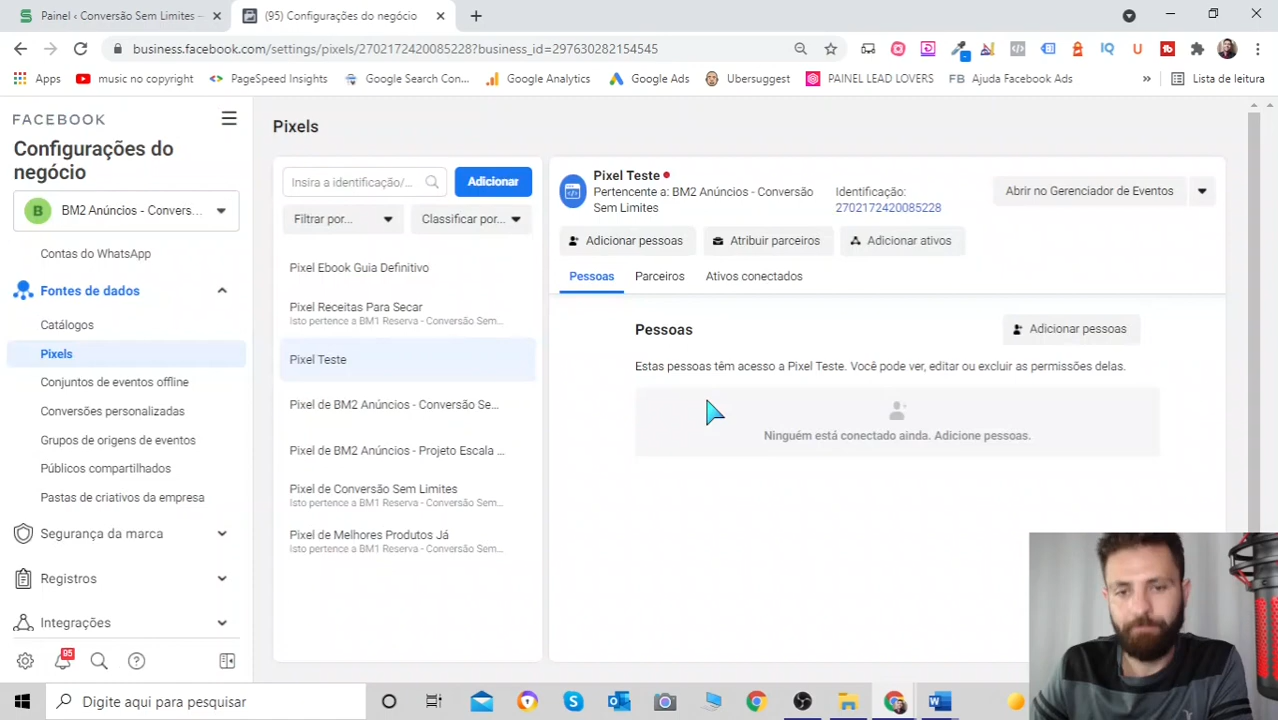 Painel ‹ Conversão Sem Limites –
(95) Configurações do negócio
business.facebook.com/settings/pixels/2702172420085228?business_id=297630282154545
Apps
music no copyright
PageSpeed Insights
Google Search Con...
Google Analytics
Google Ads
Ubersuggest
PAINEL LEAD LOVERS
FB Ajuda Facebook Ads
»
Lista de leitura
FACEBOOK
Configurações do
negócio
B BM2 Anúncios - Convers...
Contas do WhatsApp
Fontes de dados
Catálogos
Pixels
Conjuntos de eventos offline
Conversões personalizadas
Grupos de origens de eventos
Públicos compartilhados
Pastas de criativos da empresa
Segurança da marca
Registros
Integrações
95
Pixels
Insira a identificação/...
Adicionar
Filtrar por...
Classificar por...
Pixel Ebook Guia Definitivo
Pixel Receitas Para Secar
Isto pertence a BM1 Reserva - Conversão Sem...
Pixel Teste
Pixel de BM2 Anúncios - Conversão Se...
Pixel de BM2 Anúncios - Projeto Escala ...
Pixel de Conversão Sem Limites
Isto pertence a BM1 Reserva - Conversão Sem...
Pixel de Melhores Produtos Já
Isto pertence a BM1 Reserva - Conversão Sem...
Pixel Teste
Pertencente a: BM2 Anúncios - Conversão
Sem Limites
Identificação:
2702172420085228
Abrir no Gerenciador de Eventos
Adicionar pessoas
Atribuir parceiros
Adicionar ativos
Pessoas
Parceiros
Ativos conectados
Pessoas
Adicionar pessoas
Estas pessoas têm acesso a Pixel Teste. Você pode ver, editar ou excluir as permissões delas.
Ninguém está conectado ainda. Adicione pessoas.
Digite aqui para pesquisar